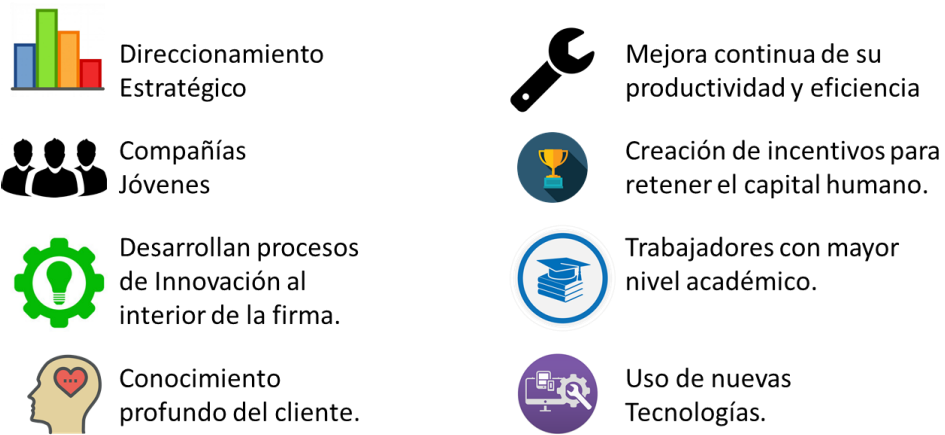 Direccionamiento
Estratégico
Compañías
Jóvenes
Desarrollan procesos
de Innovación al
interior de la firma.
Conocimiento
profundo del cliente.
Mejora continua de su
productividad y eficiencia
Creación de incentivos para
retener el capital humano.
Trabajadores con mayor
nivel académico.
Uso de nuevas
Tecnologías.